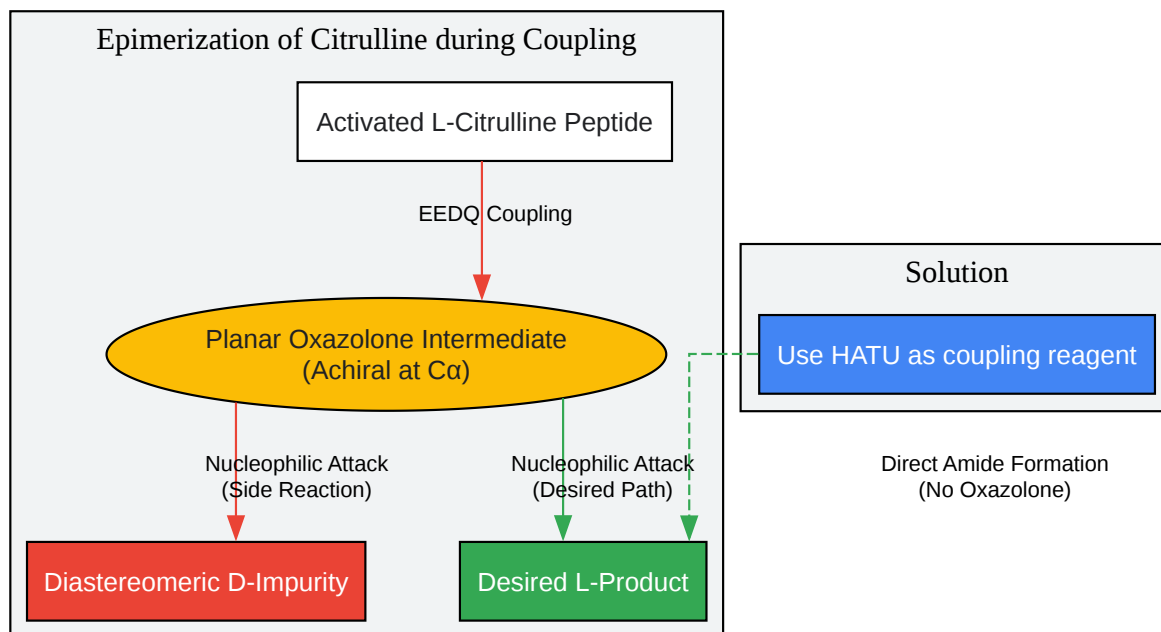 Epimerization of Citrulline during Coupling
Activated L-Citrulline Peptide
EEDQ Coupling
Planar Oxazolone Intermediate
(Achiral at Cα)
Nucleophilic Attack
(Side Reaction)
Nucleophilic Attack
(Desired Path)
Diastereomeric D-Impurity
Desired L-Product
Solution
Use HATU as coupling reagent
Direct Amide Formation
(No Oxazolone)